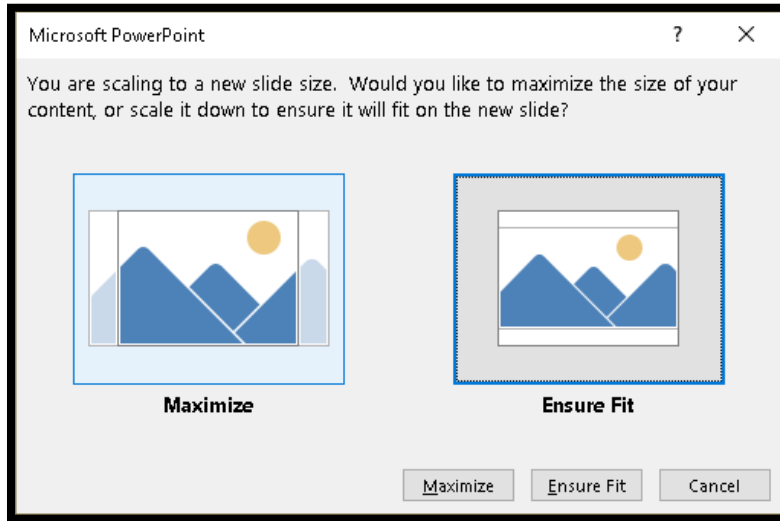 Microsoft PowerPoint
?
You are scaling to a new slide size.  Would you like to maximize the size of your
content, or scale it down to ensure it will fit on the new slide?
Maximize
Ensure Fit
Maximize
Ensure Fit
Cancel